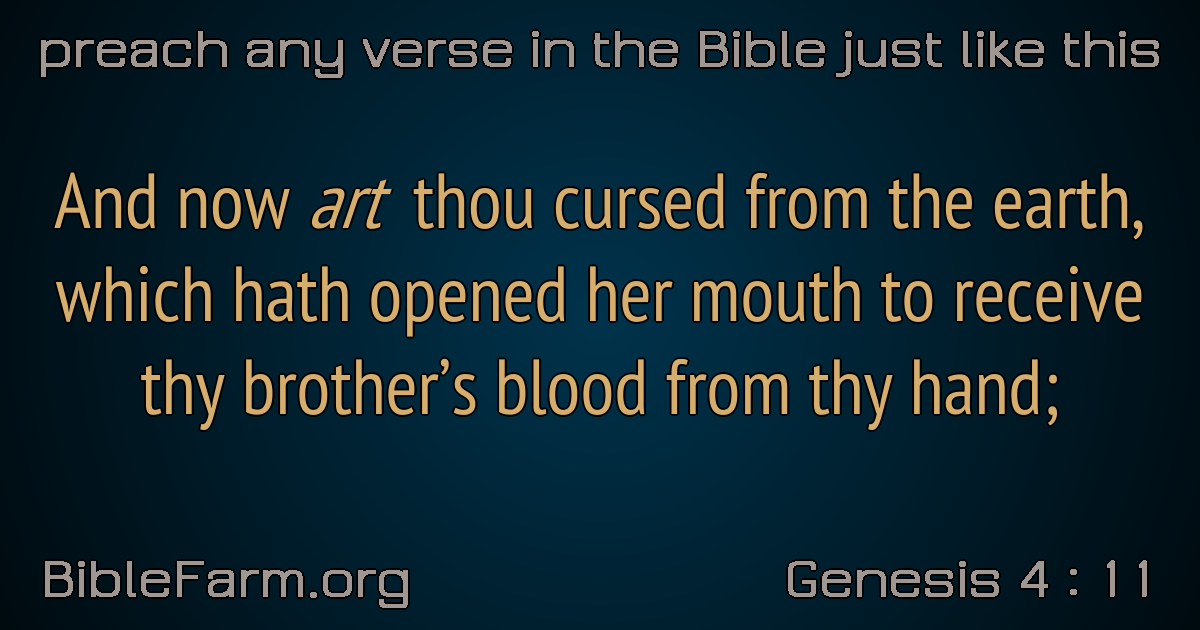 preach any verse in the Bible just like this
And now art thou cursed from the earth,
which hath opened her mouth to receive
thy brother’s blood from thy hand;
BibleFarm.org
Genesis 4 : 11